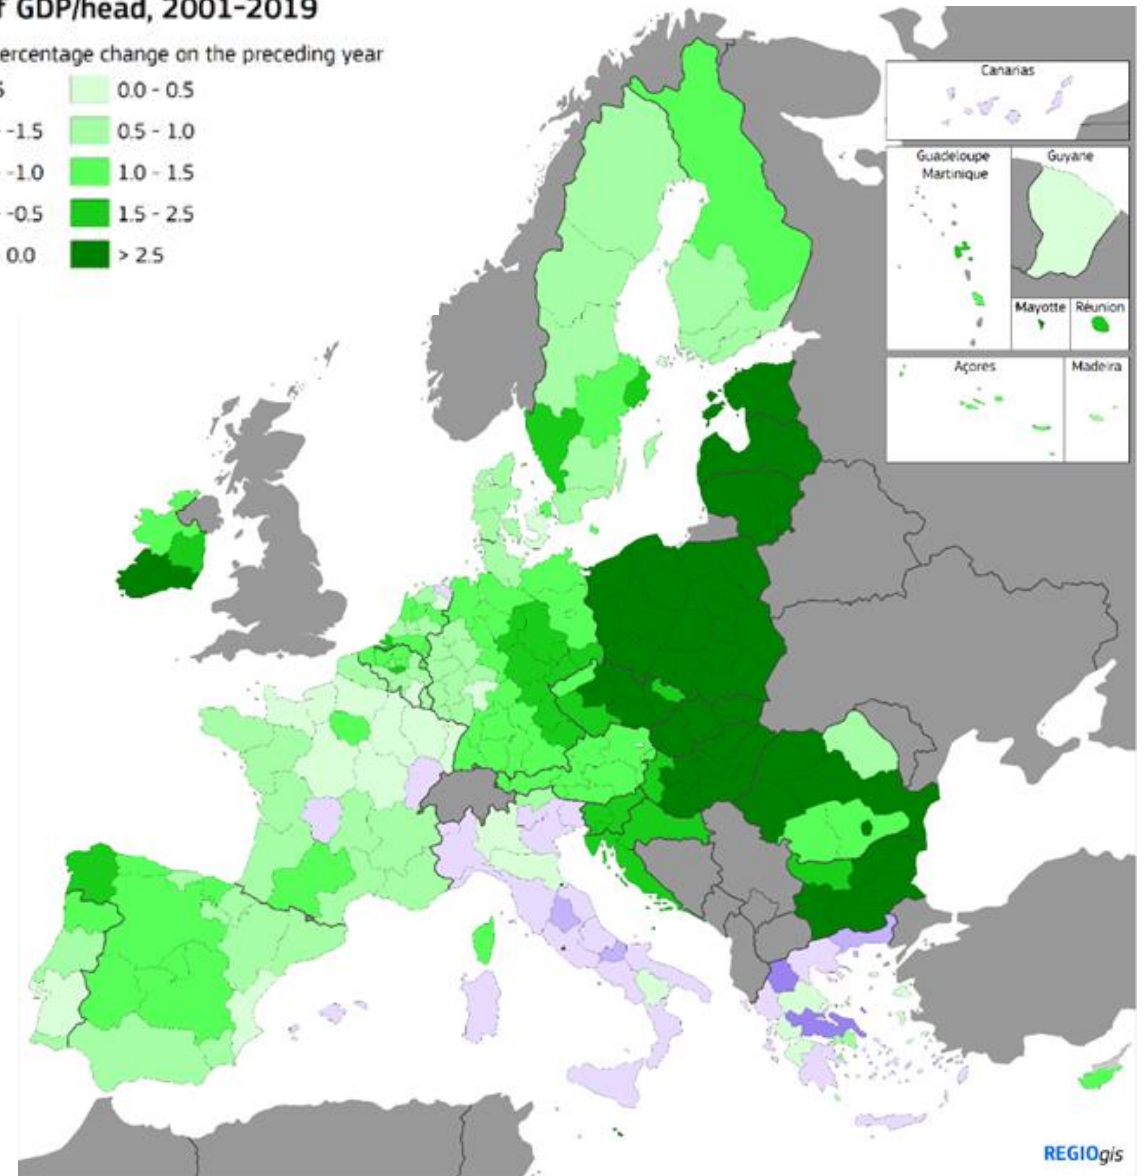 f GDP/head, 2001-2019
ercentage change on the preceding year
5
0.0 - 0.5
-1.5
0.5 - 1.0
-1.0
1.0 - 1.5
-0.5
1.5 - 2.5
0.0
> 2.5
Canarias
Guadeloupe
Martinique
Guyane
Mayotte
Réunion
Açores
Madeira
REGIOgis